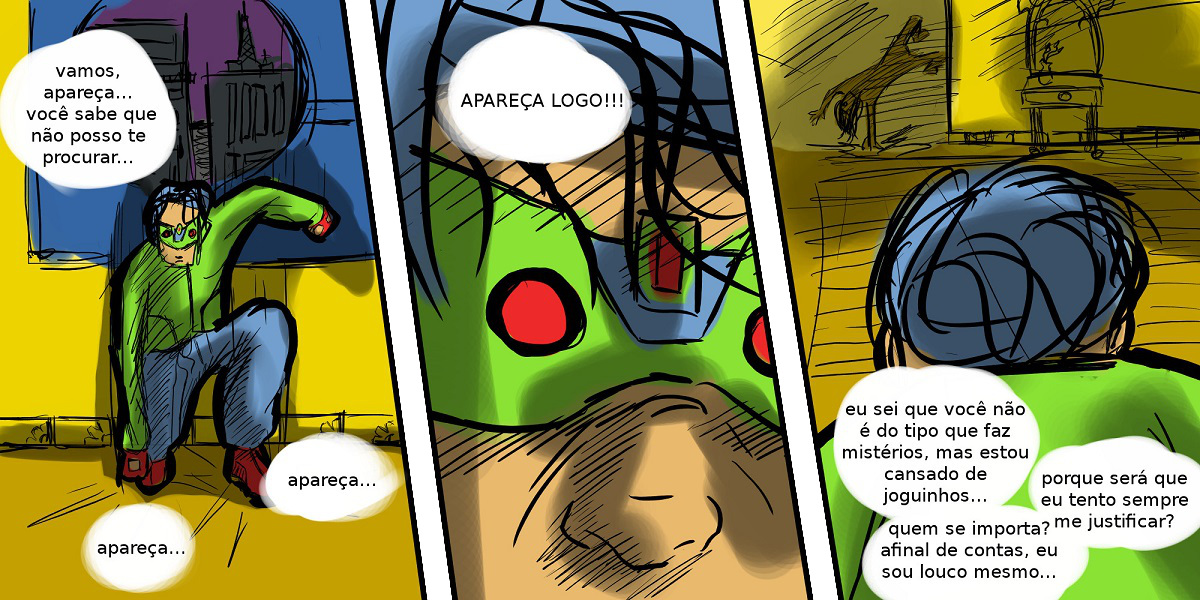 vamos,
apareça...
você sabe que
não posso te
procurar...
apareça...
apareça...
APAREÇA LOGO!!!
eu sei que você não
é do tipo que faz
mistérios, mas estou
cansado de
joguinhos...
porque será que
eu tento sempre
me justificar?
quem se importa?
afinal de contas, eu
sou louco mesmo...